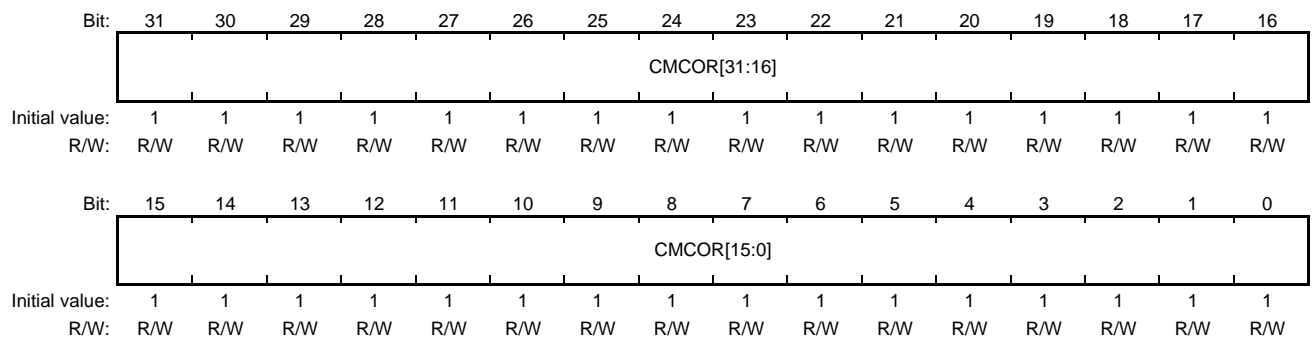 Bit: 31 30 29 28 27 26 25 24 23 22 21 20 19 18 17 16
CMCOR[31:16]
Initial value: 1 1 1 1 1 1 1 1 1 1 1 1 1 1 1 1
R/W: R/W R/W R/W R/W R/W R/W R/W R/W R/W R/W R/W R/W R/W R/W R/W R/W
Bit: 15 14 13 12 11 10 9 8 7 6 5 4 3 2 1 0
CMCOR[15:0]
Initial value: 1 1 1 1 1 1 1 1 1 1 1 1 1 1 1 1
R/W: R/W R/W R/W R/W R/W R/W R/W R/W R/W R/W R/W R/W R/W R/W R/W R/W